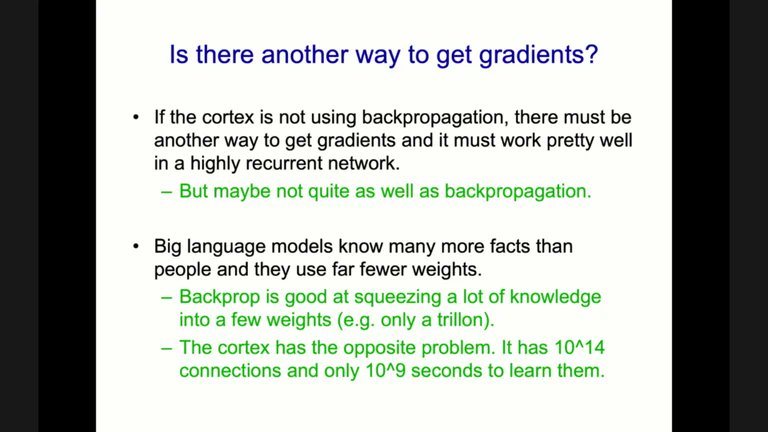 Is there another way to get gradients?
• If the cortex is not using backpropagation, there must be
another way to get gradients and it must work pretty well
in a highly recurrent network.
– But maybe not quite as well as backpropagation.
• Big language models know many more facts than
people and they use far fewer weights.
– Backprop is good at squeezing a lot of knowledge
into a few weights (e.g. only a trillon).
– The cortex has the opposite problem. It has 10^14
connections and only 10^9 seconds to learn them.